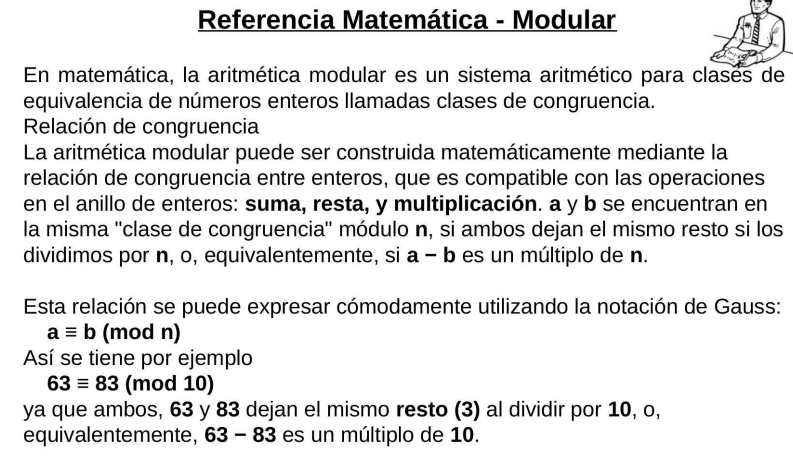 Referencia Matemática - Modular
En matemática, la aritmética modular es un sistema aritmético para clases de
equivalencia de números enteros llamadas clases de congruencia.
Relación de congruencia
La aritmética modular puede ser construida matemáticamente mediante la
relación de congruencia entre enteros, que es compatible con las operaciones
en el anillo de enteros: suma, resta, y multiplicación. a y b se encuentran en
la misma "clase de congruencia" módulo n, si ambos dejan el mismo resto si los
dividimos por n, o, equivalentemente, si a − b es un múltiplo de n.
Esta relación se puede expresar cómodamente utilizando la notación de Gauss:
a ≡ b (mod n)
Así se tiene por ejemplo
63 ≡ 83 (mod 10)
ya que ambos, 63 y 83 dejan el mismo resto (3) al dividir por 10, o,
equivalentemente, 63 − 83 es un múltiplo de 10.